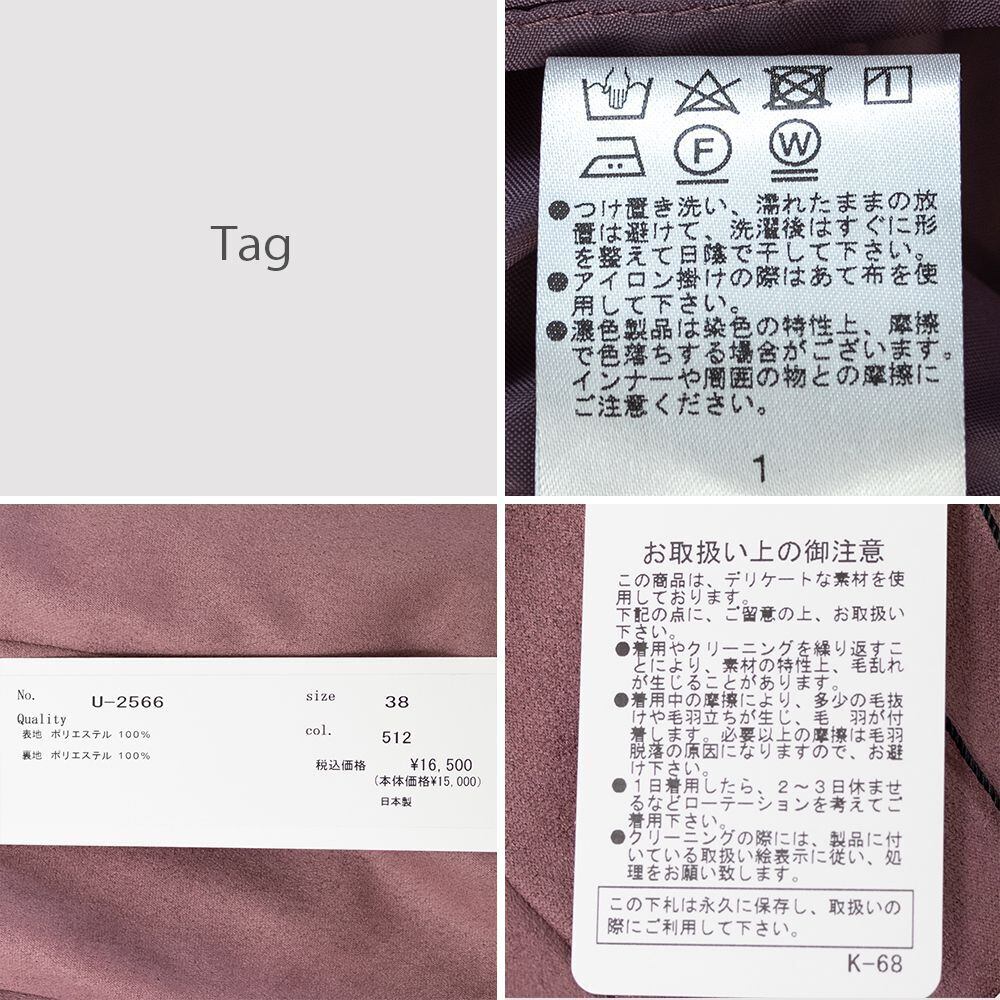 Tag
F
W
●つけ置き洗い、濡れたままの放
置は避けて、洗濯後はすぐに形
を整えて日陰で干して下さい。
●アイロン掛けの際はあて布を使
用して下さい。
●濃色製品は染色の特性上、摩擦
で色落ちする場合がございます。
インナーや周囲の物との摩擦に
ご注意ください。
1
No. U-2566
Quality
表地 ポリエステル 100%
裏地 ポリエステル 100%
size 38
col. 512
税込価格 ¥16,500
(本体価格¥15,000)
日本製
お取扱い上の御注意
この商品は、デリケートな素材を使
用しております。
下記の点に、ご留意の上、お取扱い
下さい。
●着用やクリーニングを繰り返すこ
とにより、素材の特性上、毛乱れ
が生じることがあります。
●着用中の摩擦により、多少の毛抜
けや毛羽立ちが生じ、毛 羽が付
着します。必要以上の摩擦は毛羽
脱落の原因になりますので、お避
け下さい。
●1日着用したら、2～3日休ませ
るなどローテーションを考えてご
着用下さい。
●クリーニングの際には、製品に付
いている取扱い絵表示に従い、処
理をお願い致します。
この下札は永久に保存し、取扱いの
際にご利用して下さい。
K-68